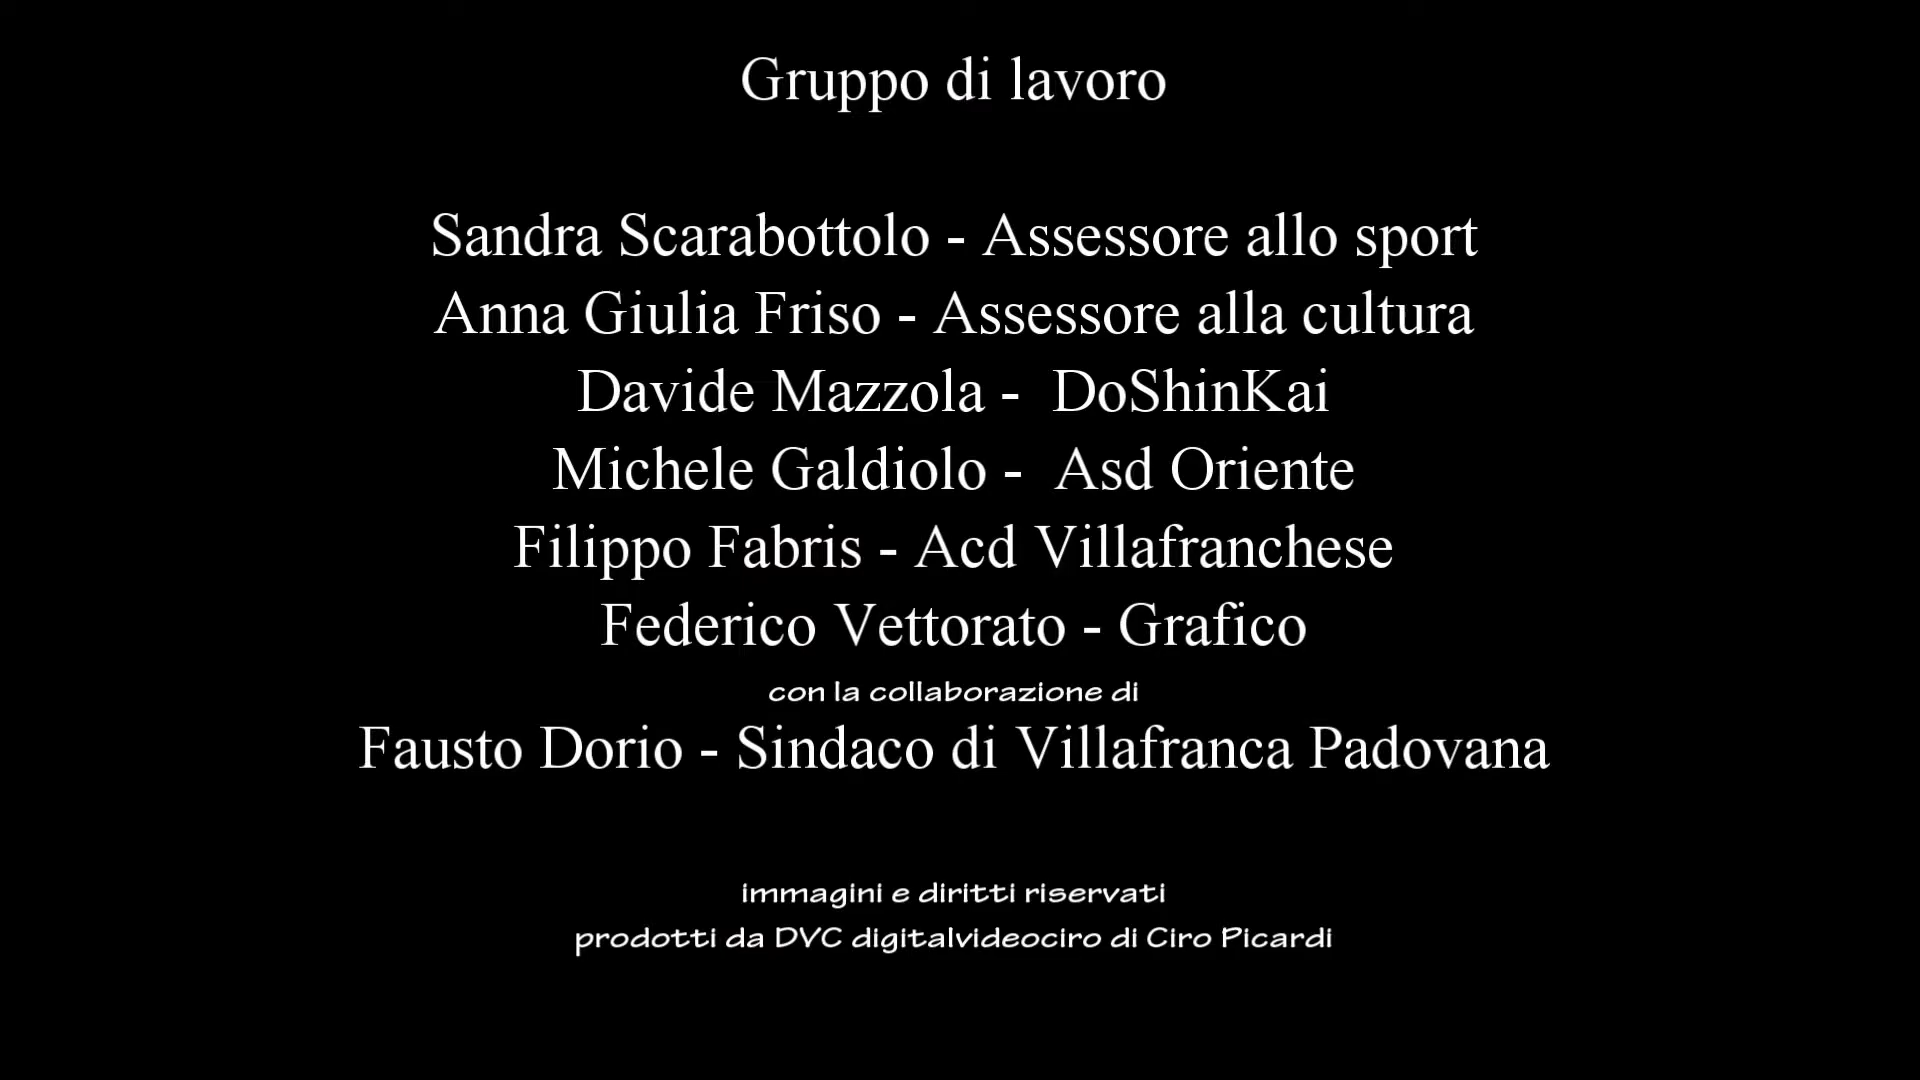 Gruppo di lavoro
Sandra Scarabottolo - Assessore allo sport
Anna Giulia Friso - Assessore alla cultura
Davide Mazzola - DoShinKai
Michele Galdiolo - Asd Oriente
Filippo Fabris - Acd Villafranchese
Federico Vettorato - Grafico
con la collaborazione di
Fausto Dorio - Sindaco di Villafranca Padovana
immagini e diritti riservati
prodotti da DVC digitalvideociro di Ciro Picardi